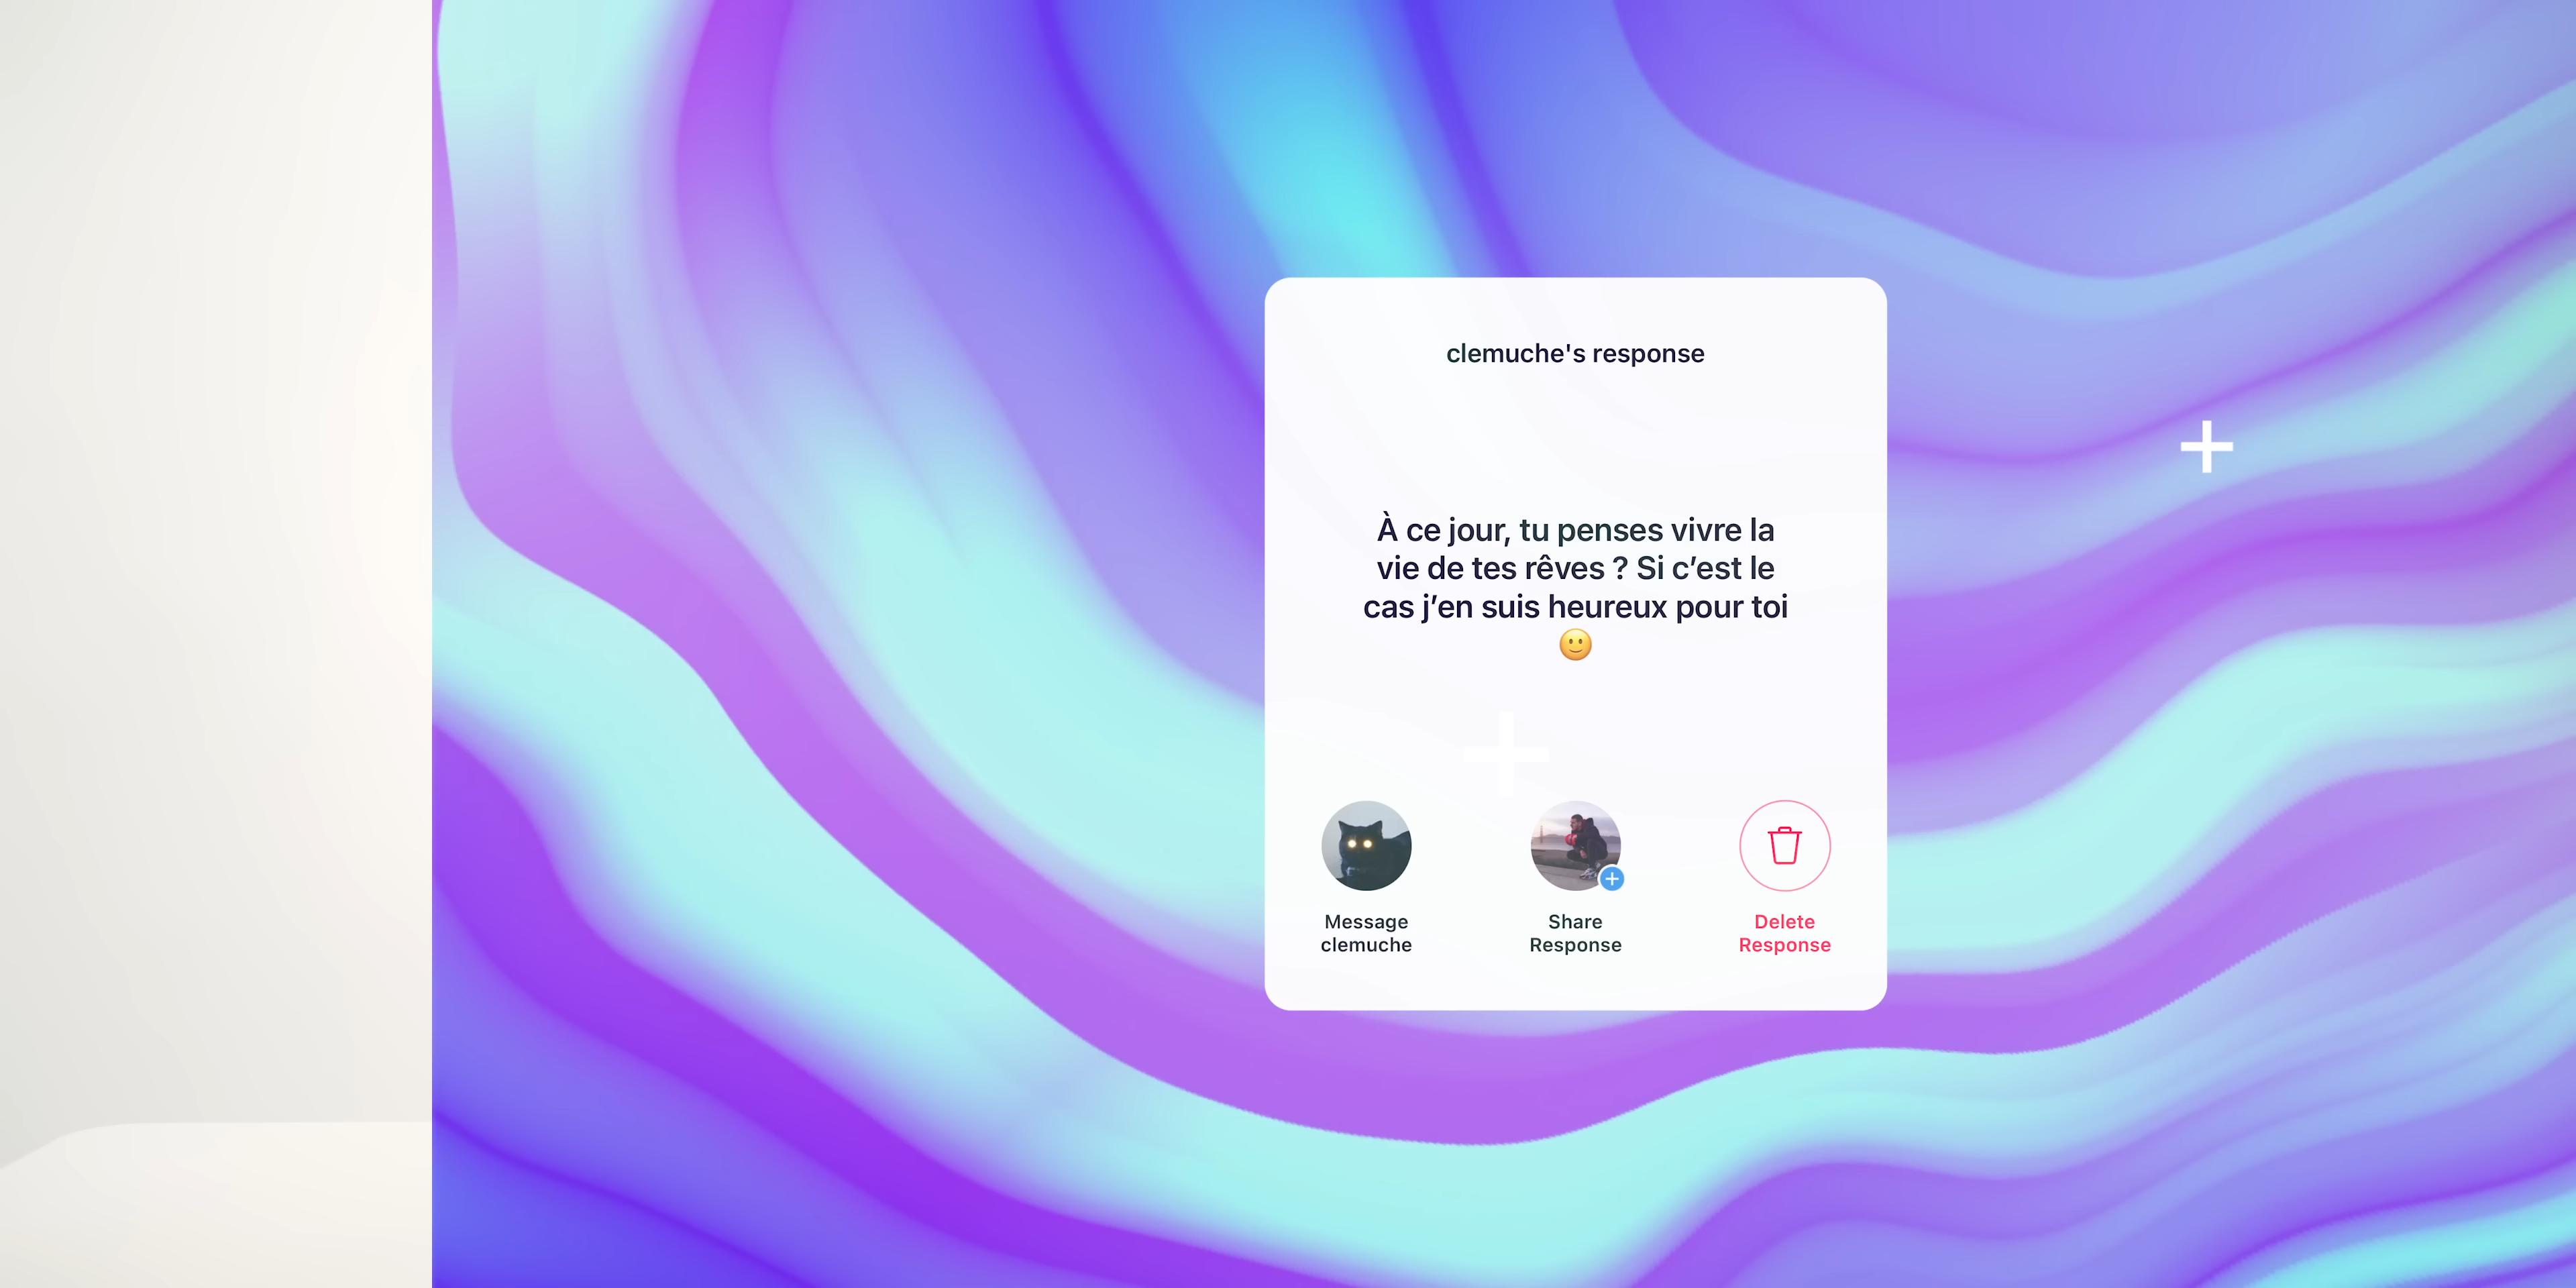 clemuche's response
À ce jour, tu penses vivre la
vie de tes rêves ? Si c’est le
cas j’en suis heureux pour toi
🙂
Message
clemuche
Share
Response
Delete
Response